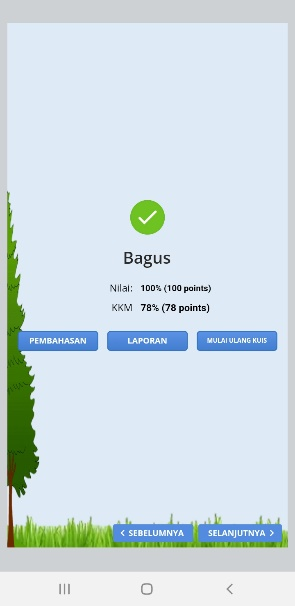 Bagus
Nilai: 100% (100 points)
KKM 78% (78 points)
PEMBAHASAN LAPORAN MULAI ULANG KUIS
SEBELUMNYA SELANJUTNYA